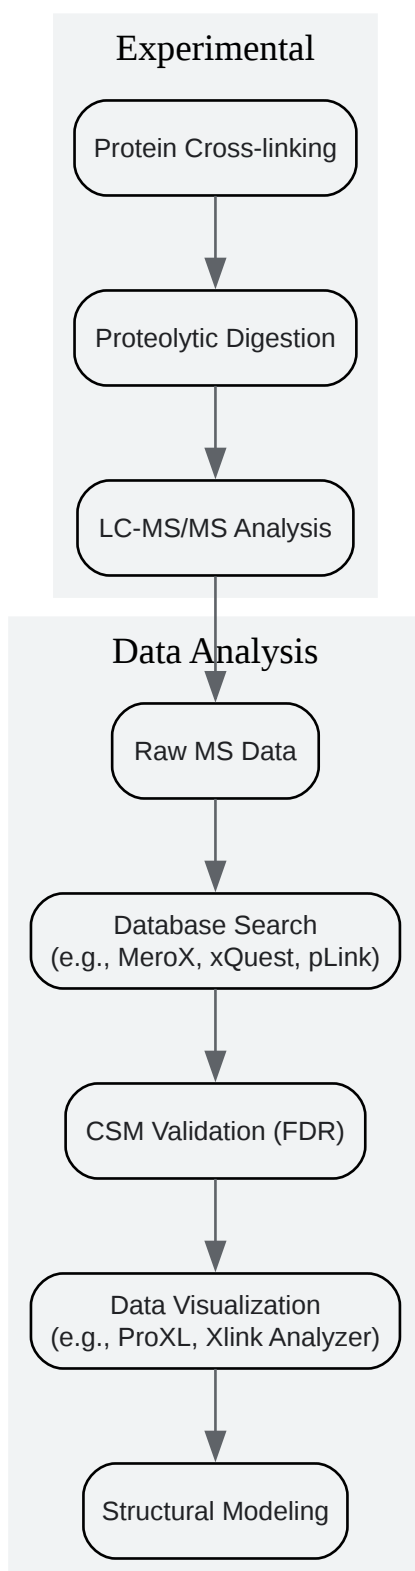 Experimental
Protein Cross-linking
Proteolytic Digestion
LC-MS/MS Analysis
Data Analysis
Raw MS Data
Database Search
(e.g., MeroX, xQuest, pLink)
CSM Validation (FDR)
Data Visualization
(e.g., ProXL, Xlink Analyzer)
Structural Modeling